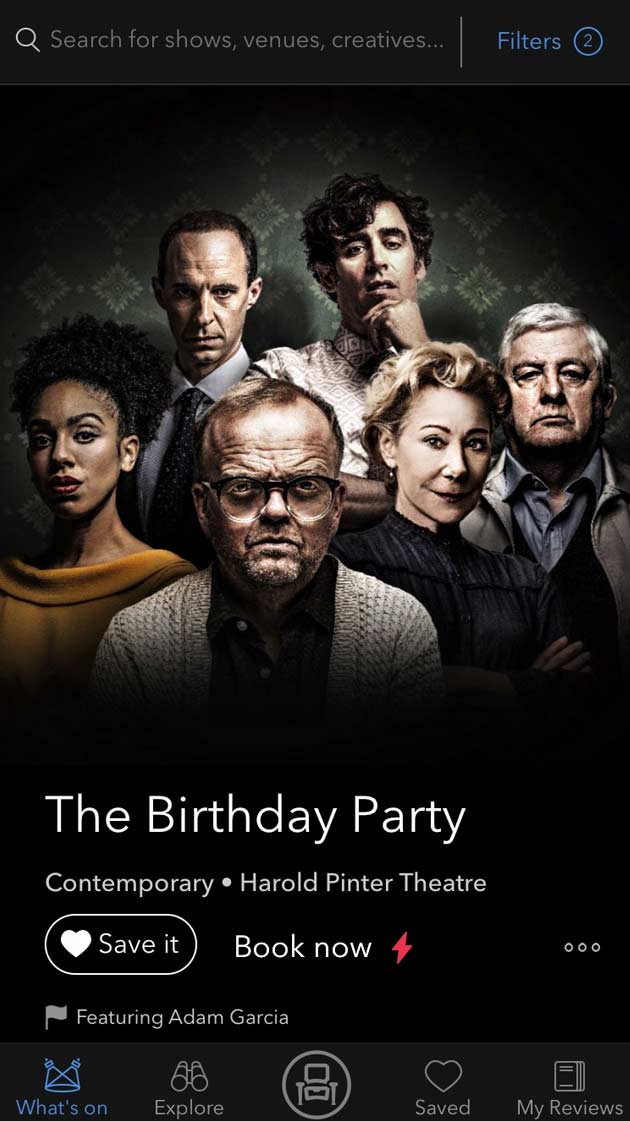 Search for shows, venues, creatives... Filters 2
The Birthday Party
Contemporary • Harold Pinter Theatre
Save it Book now
Featuring Adam Garcia
What's on Explore Saved My Reviews